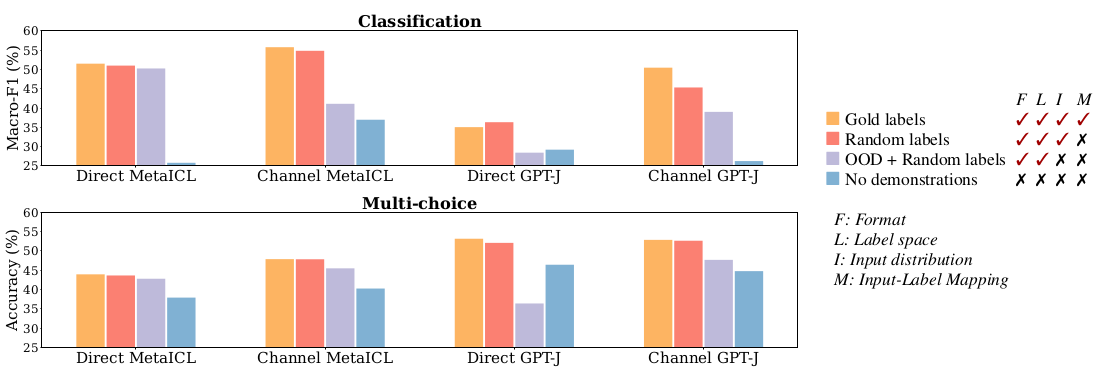 Classification
Macro-F1 (%)
60
55
50
45
40
35
30
25
Direct MetaICL
Channel MetaICL
Direct GPT-J
Channel GPT-J
Multi-choice
Accuracy (%)
60
55
50
45
40
35
30
25
Direct MetaICL
Channel MetaICL
Direct GPT-J
Channel GPT-J
F L I M
Gold labels ✓ ✓ ✓ ✓
Random labels ✓ ✓ ✓ ✗
OOD + Random labels ✓ ✓ ✗ ✗
No demonstrations ✗ ✗ ✗ ✗
F: Format
L: Label space
I: Input distribution
M: Input-Label Mapping